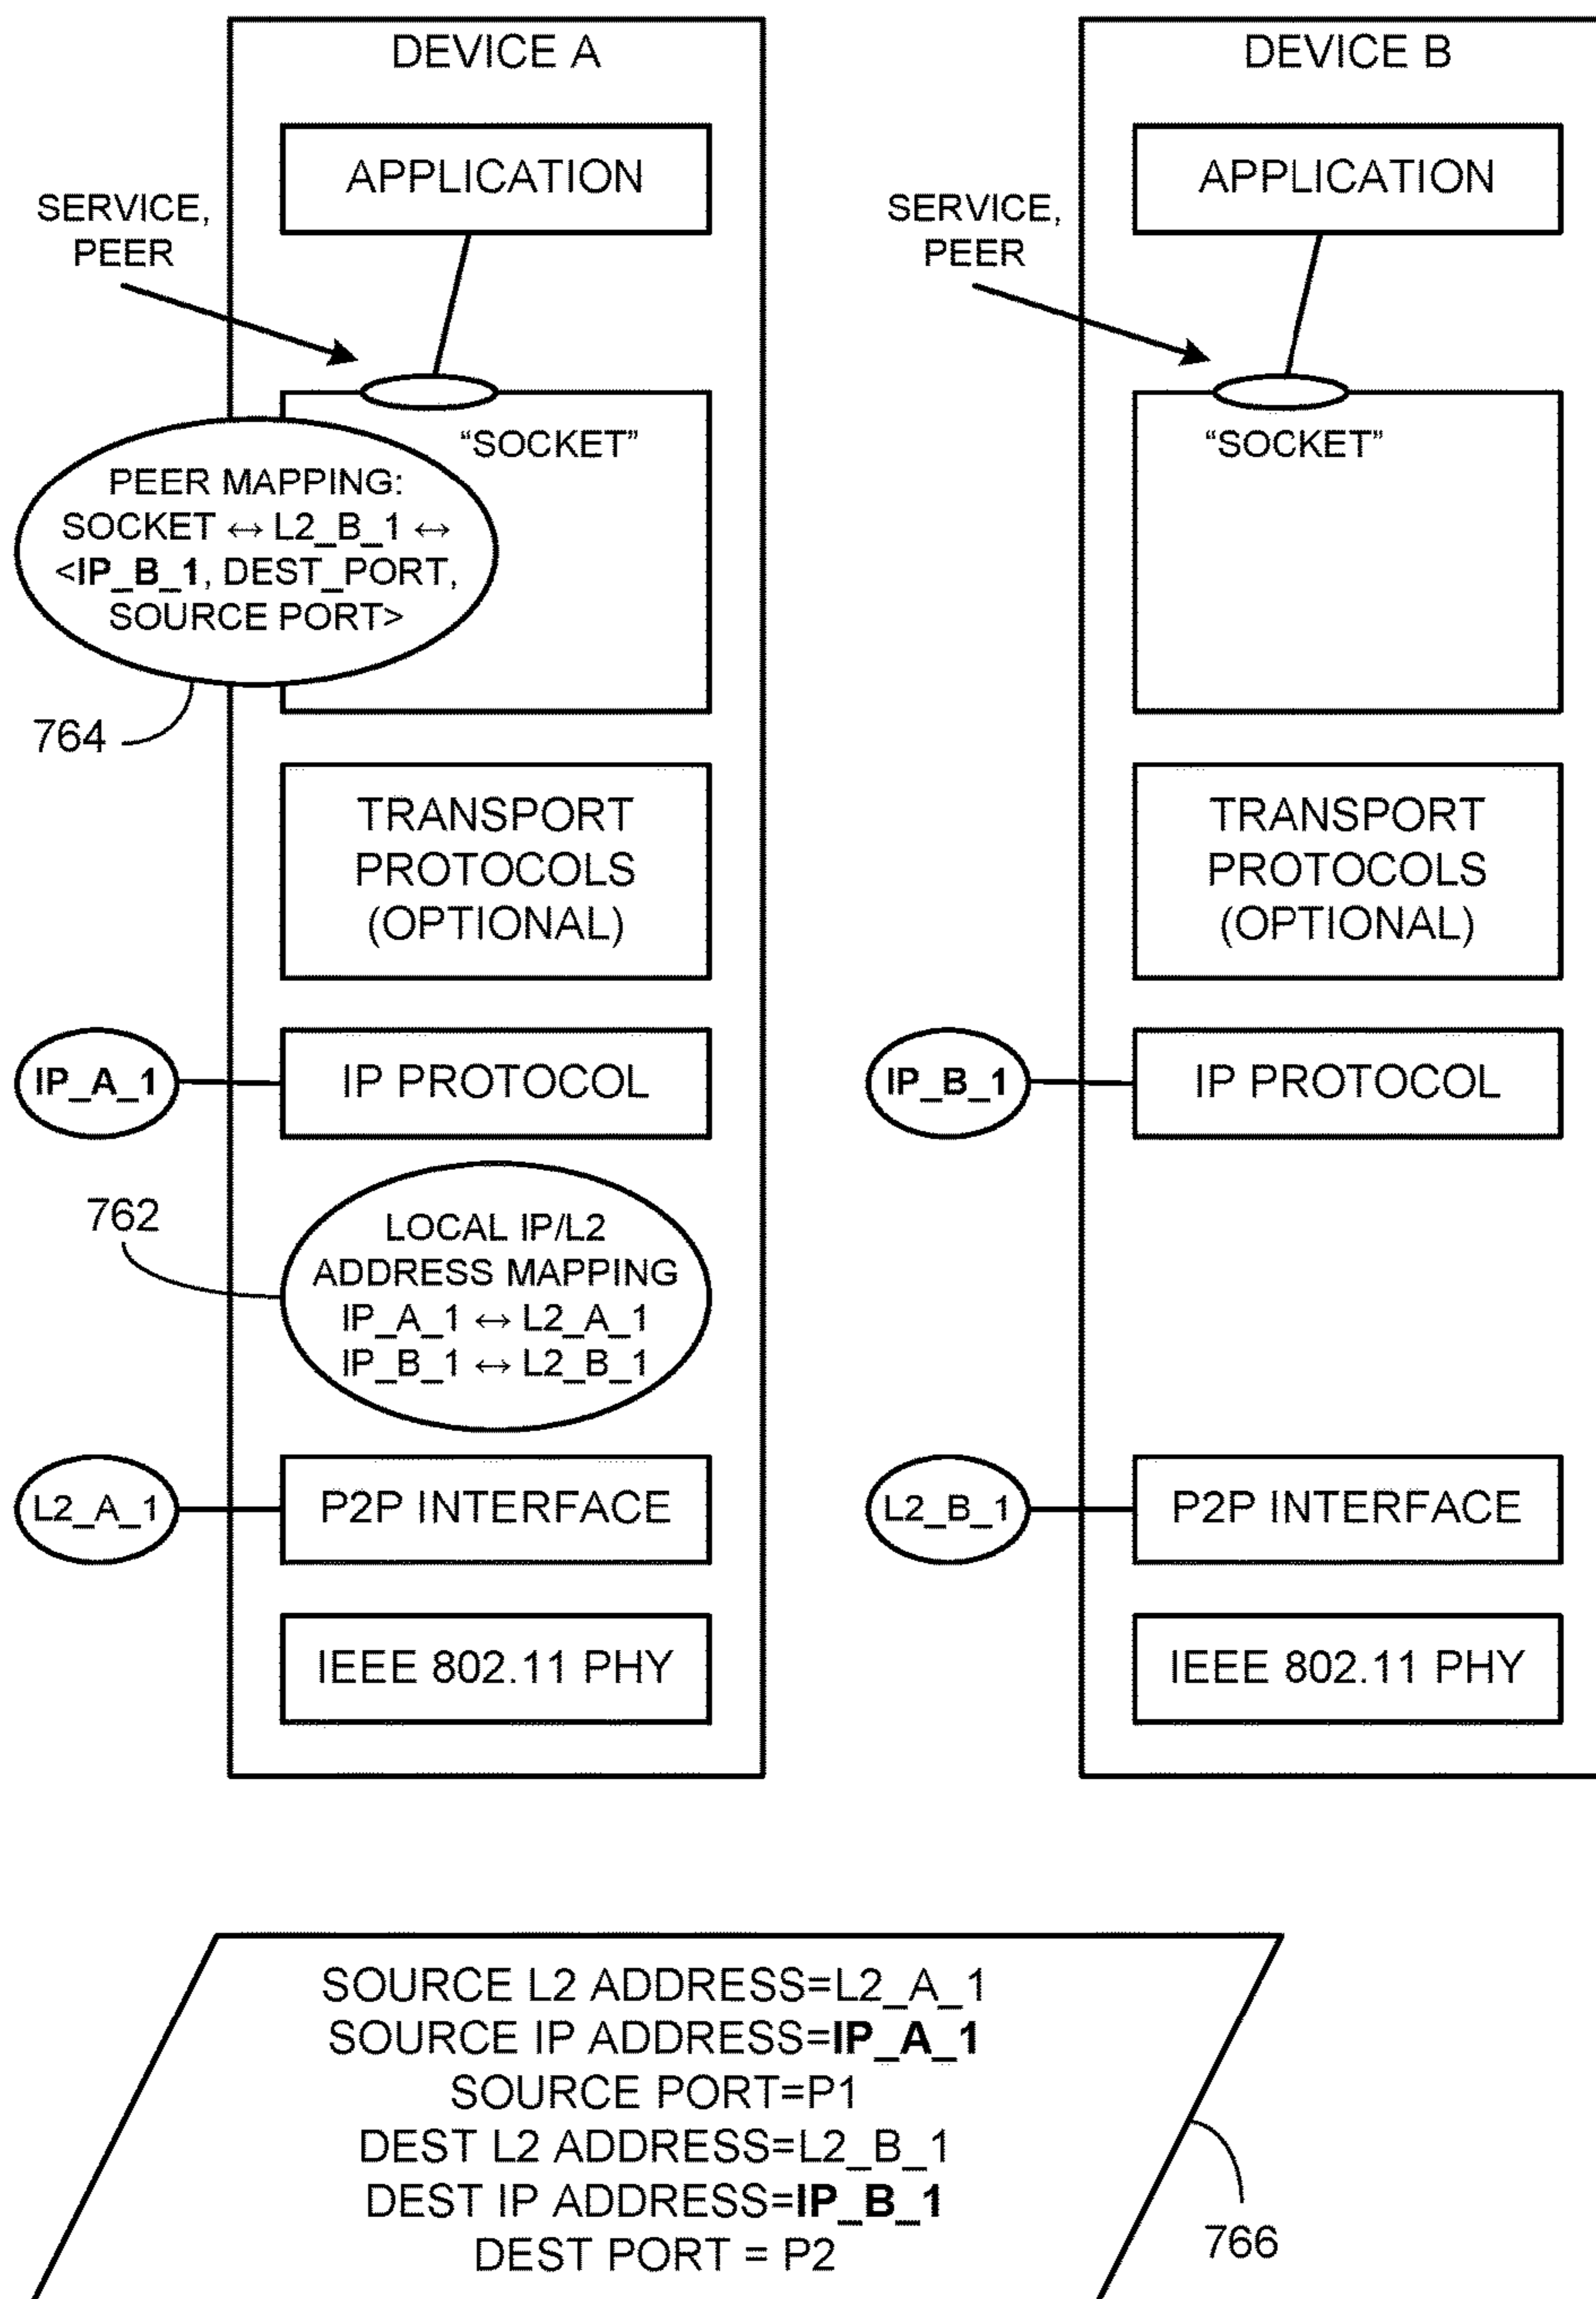 DEVICE A
APPLICATION
SERVICE,
PEER
"SOCKET"
PEER MAPPING:
SOCKET ↔ L2_B_1 ↔
<IP_B_1, DEST_PORT,
SOURCE PORT>
764
TRANSPORT
PROTOCOLS
(OPTIONAL)
IP_A_1
IP PROTOCOL
762
LOCAL IP/L2
ADDRESS MAPPING
IP_A_1 ↔ L2_A_1
IP_B_1 ↔ L2_B_1
L2_A_1
P2P INTERFACE
IEEE 802.11 PHY
DEVICE B
APPLICATION
SERVICE,
PEER
"SOCKET"
TRANSPORT
PROTOCOLS
(OPTIONAL)
IP_B_1
IP PROTOCOL
L2_B_1
P2P INTERFACE
IEEE 802.11 PHY
SOURCE L2 ADDRESS=L2_A_1
SOURCE IP ADDRESS=IP_A_1
SOURCE PORT=P1
DEST L2 ADDRESS=L2_B_1
DEST IP ADDRESS=IP_B_1
DEST PORT = P2
766